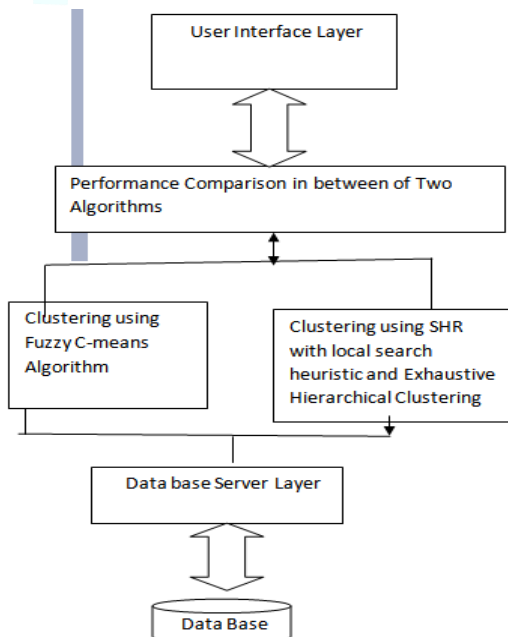 User Interface Layer
Performance Comparison in between of Two
Algorithms
Clustering using
Fuzzy C-means
Algorithm
Clustering using SHR
with local search
heuristic and Exhaustive
Hierarchical Clustering
Data base Server Layer
Data Base